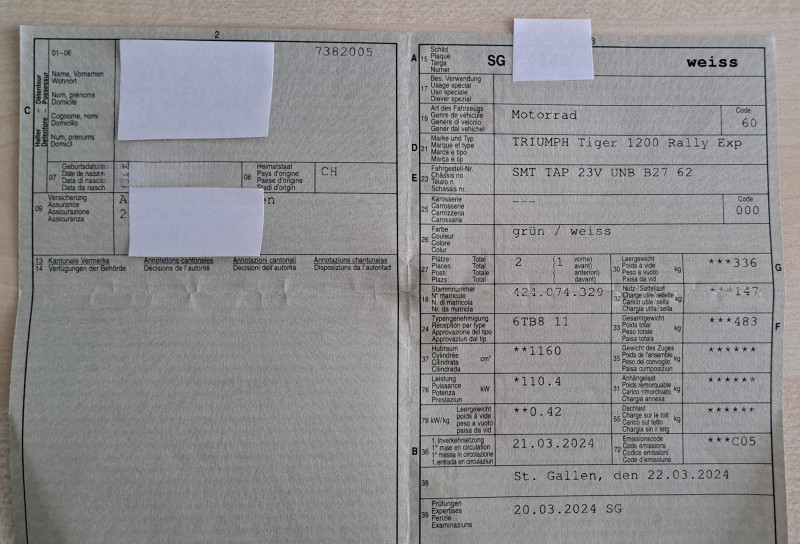 2
01-06
7382005
Name, Vornamen
Wohnort
Nom, prénoms
Domicile
Cognome, nomi
Domicilio
Num, prenums
Domicil
C
Halter – Détenteur
Detentore – Possessur
07
Geburtsdatum
Date de naissan
Data di nascit
Data da nasch.
08
Heimatstaat
Pays d'origine
Paese d'origine
Stadi d'origin
CH
09
Versicherung
Assurance
Assicurazione
Assicuranza
A
en
2
13 Kantonale Vermerke Annotations cantonales Annotazioni cantonali Annotaziuns chantunalas
14 Verfügungen der Behörde Décisions de l'autorité Decisioni dell'autorità Disposiziuns da l'autoritad
3
A 15
Schild
Plaque
Targa
Numer
SG
weiss
17
Bes. Verwendung
Usage spécial
Uso speciale
Diever spezial
19
Art des Fahrzeugs
Genre de véhicule
Genere di veicolo
Gener dal vehichel
Motorrad
Code
60
D 21
Marke und Typ
Marque et type
Marca e tipo
Marca e tip
TRIUMPH Tiger 1200 Rally Exp
E 23
Fahrgestell-Nr.
Châssis no
Telaio n.
Schassis nr.
SMT TAP 23V UNB B27 62
25
Karosserie
Carrosserie
Carrozzeria
Carossaria
---
Code
000
26
Farbe
Couleur
Colore
Colur
grün / weiss
27
Plätze: Total
Places Total
Posti: Totale
Plazs: Total
2 (1 vorne)
avant)
anteriori)
davant)
30
Leergewicht
Poids à vide
Peso a vuoto
Paisa da vid
kg
***336
G
18
Stammnummer
N° matricule
N. di matricola
Nr. da matricla
421.074.329
32
Nutz-/Sattellast
Charge utile/sellette
Carico utile/sella
Chargia utila/sella
kg
***147
24
Typengenehmigung
Réception par type
Approvazione del tipo
Approvaziun dal tip
6TB8 11
33
Gesamtgewicht
Poids total
Peso totale
Paisa totala
kg
***483
F
37
Hubraum
Cylindrée
Cilindrata
Cilindrada
cm³
**1160
35
Gewicht des Zuges
Poids de l'ensemble
Peso del convoglio
Paisa cumposiziun
kg
******
76
Leistung
Puissance
Potenza
Prestaziun
kW
*110.4
31
Anhängelast
Poids remorquable
Carico rimorchiato
Chargia annexa
kg
******
78 kW/kg
Leergewicht
poids à vide
peso a vuoto
paisa da vid
**0.42
55
Dachlast
Charge sur le toit
Carico sul tetto
Chargia sin il tetg
kg
******
B 36
1. Inverkehrsetzung
1re mise en circulation
1a messa in circolazione
1. entrada en circulaziun
21.03.2024
72
Emissionscode
Code émissions
Codice emissioni
Code d'emissiuns
***C05
38
St. Gallen, den 22.03.2024
39
Prüfungen
Expertises
Perizie
Examinaziuns
20.03.2024 SG